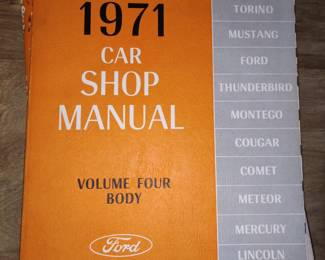 1971
CAR
SHOP
MANUAL
VOLUME FOUR
BODY
Ford
TORINO
MUSTANG
FORD
THUNDERBIRD
MONTEGO
COUGAR
COMET
METEOR
MERCURY
LINCOLN